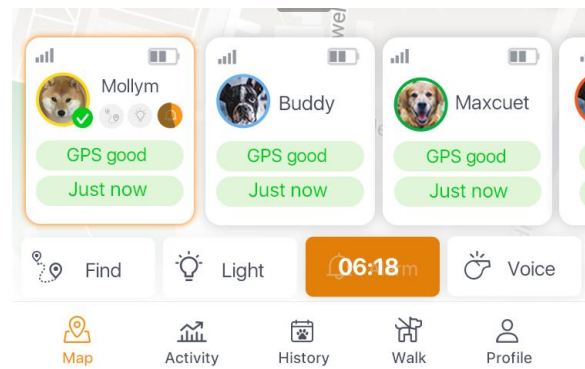 Mollym
GPS good
Just now
Buddy
GPS good
Just now
Maxcuet
GPS good
Just now
Find
Light
06:18
Voice
Map
Activity
History
Walk
Profile